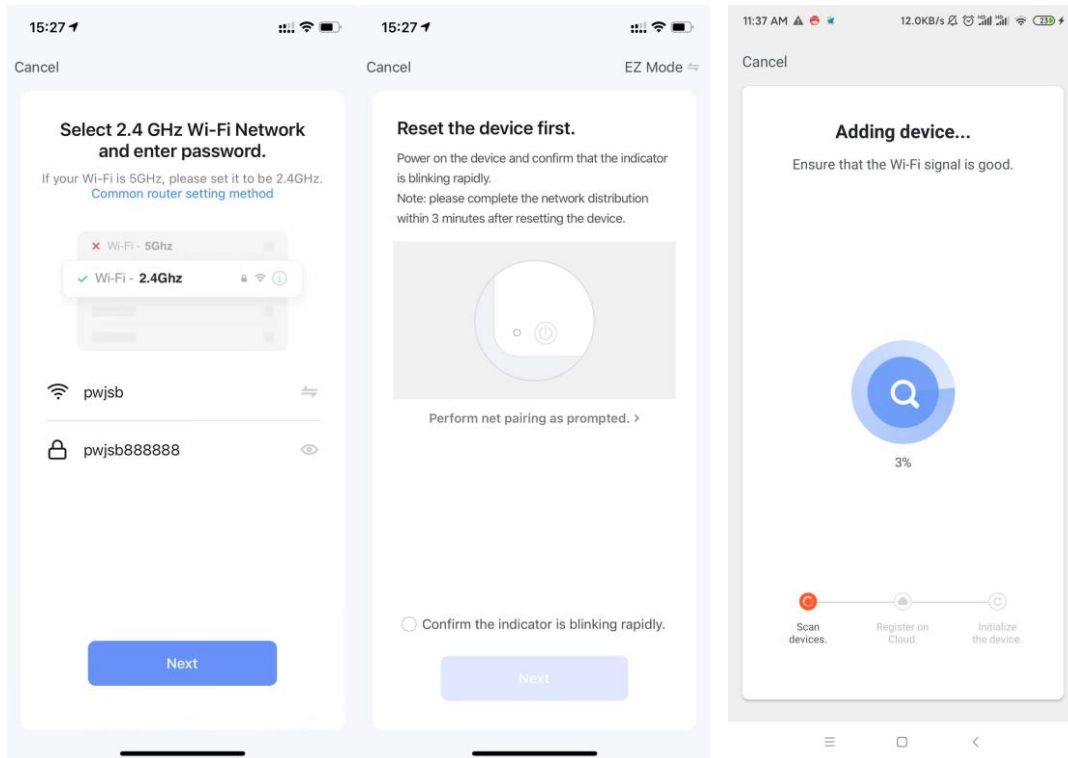 15:27
Cancel
Select 2.4 GHz Wi-Fi Network
and enter password.
If your Wi-Fi is 5GHz, please set it to be 2.4GHz.
Common router setting method
Wi-Fi - 5Ghz
Wi-Fi - 2.4Ghz
pwjsb
pwjsb888888
Next
15:27
Cancel
EZ Mode
Reset the device first.
Power on the device and confirm that the indicator
is blinking rapidly.
Note: please complete the network distribution
within 3 minutes after resetting the device.
Perform net pairing as prompted. >
Confirm the indicator is blinking rapidly.
Next
11:37 AM
12.0KB/s
Cancel
Adding device...
Ensure that the Wi-Fi signal is good.
3%
Scan
devices.
Register on
Cloud.
Initialize
the device.